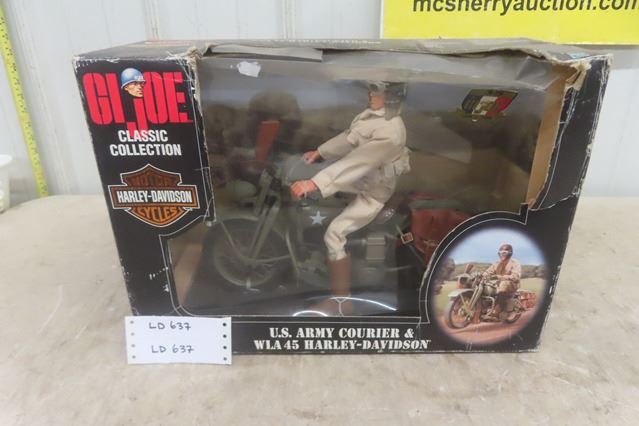 mcsherryauction.com
GI JOE
CLASSIC
COLLECTION
MOTOR
HARLEY-DAVIDSON
CYCLES
U.S. ARMY COURIER &
WLA 45 HARLEY-DAVIDSON
LD 637
LD 637